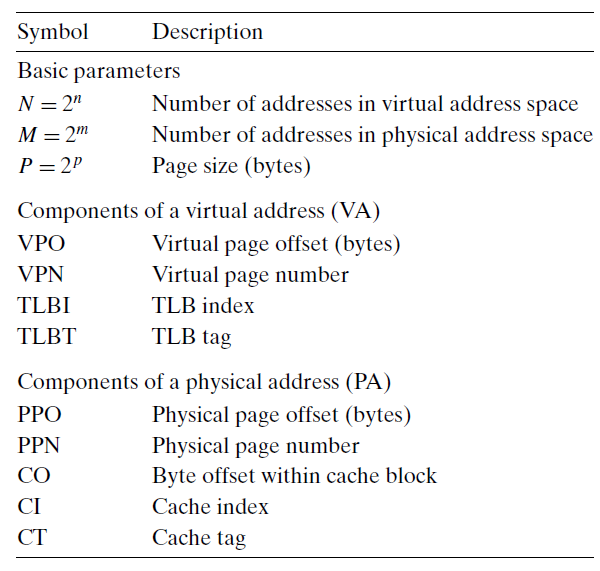 Symbol Description
Basic parameters
N = 2ⁿ Number of addresses in virtual address space
M = 2ᵐ Number of addresses in physical address space
P = 2ᵖ Page size (bytes)
Components of a virtual address (VA)
VPO Virtual page offset (bytes)
VPN Virtual page number
TLBI TLB index
TLBT TLB tag
Components of a physical address (PA)
PPO Physical page offset (bytes)
PPN Physical page number
CO Byte offset within cache block
CI Cache index
CT Cache tag